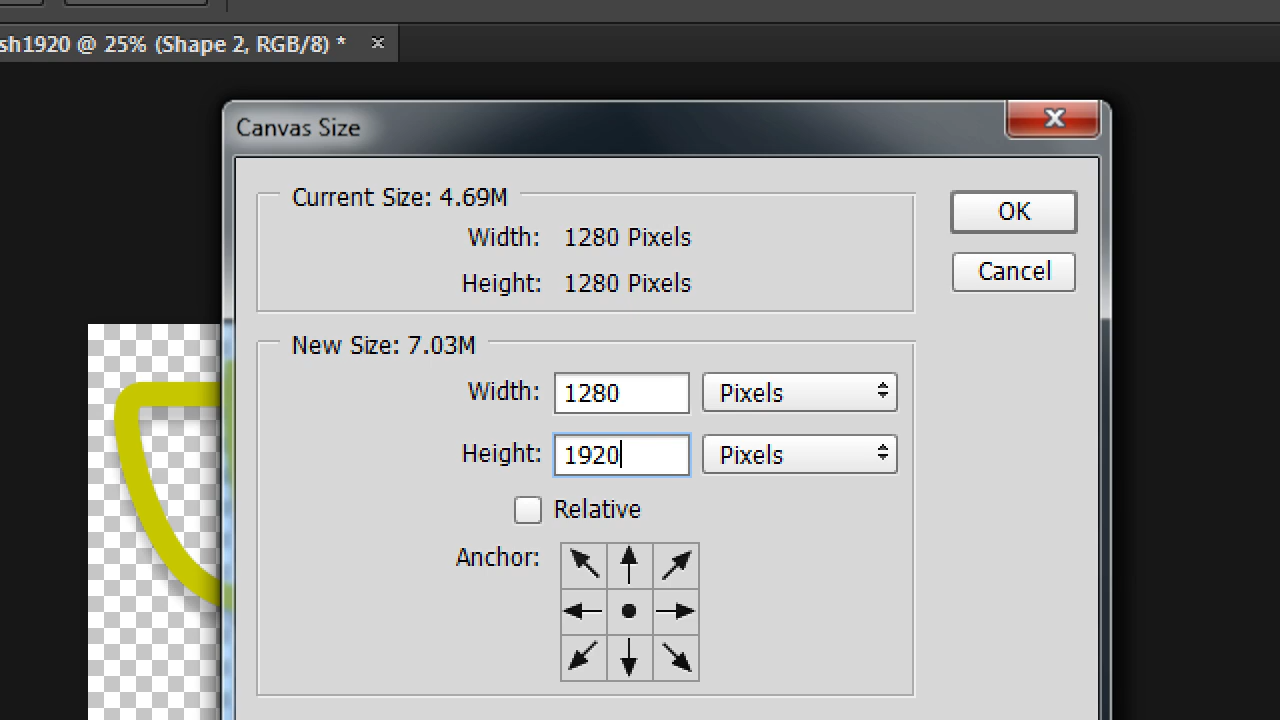 sh1920 @ 25% (Shape 2, RGB/8) *
Canvas Size
Current Size: 4.69M
Width: 1280 Pixels
Height: 1280 Pixels
OK
Cancel
New Size: 7.03M
Width: 1280 Pixels
Height: 1920 Pixels
Relative
Anchor: